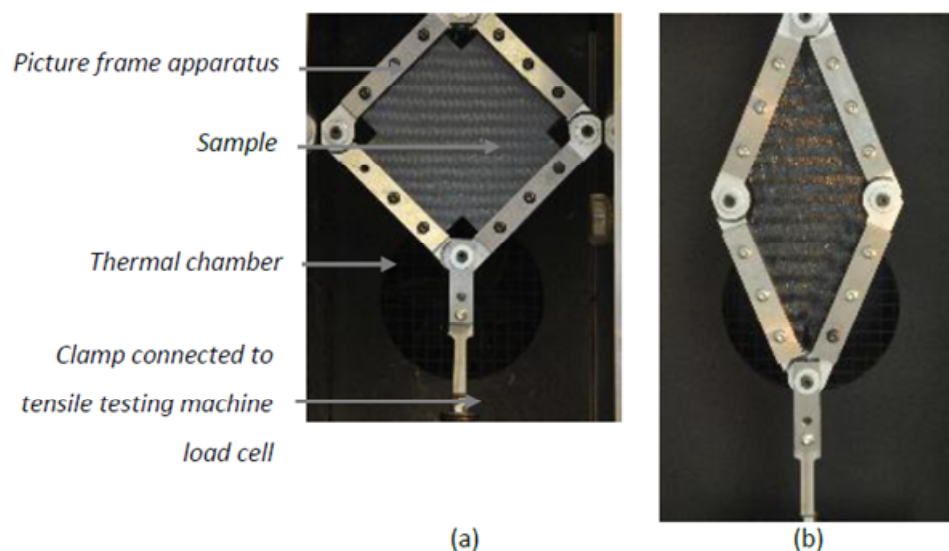 Picture frame apparatus
Sample
Thermal chamber
Clamp connected to
tensile testing machine
load cell
(a)
(b)